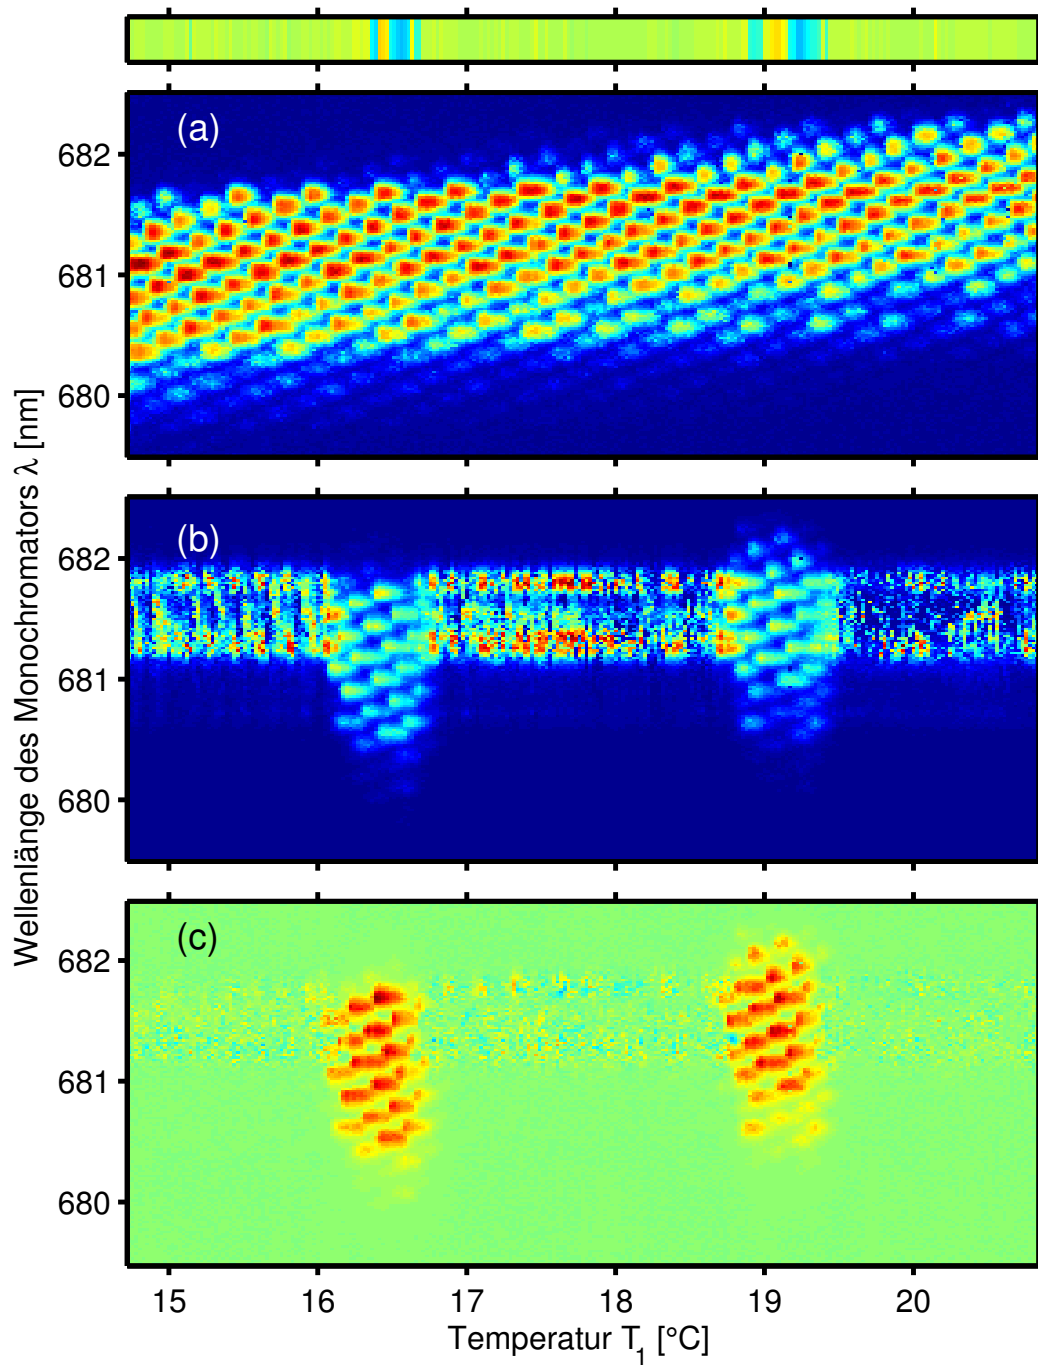 (a)
682
681
680
(b)
682
681
680
(c)
682
681
680
Wellenlänge des Monochromators λ [nm]
15 16 17 18 19 20
Temperatur T1 [°C]